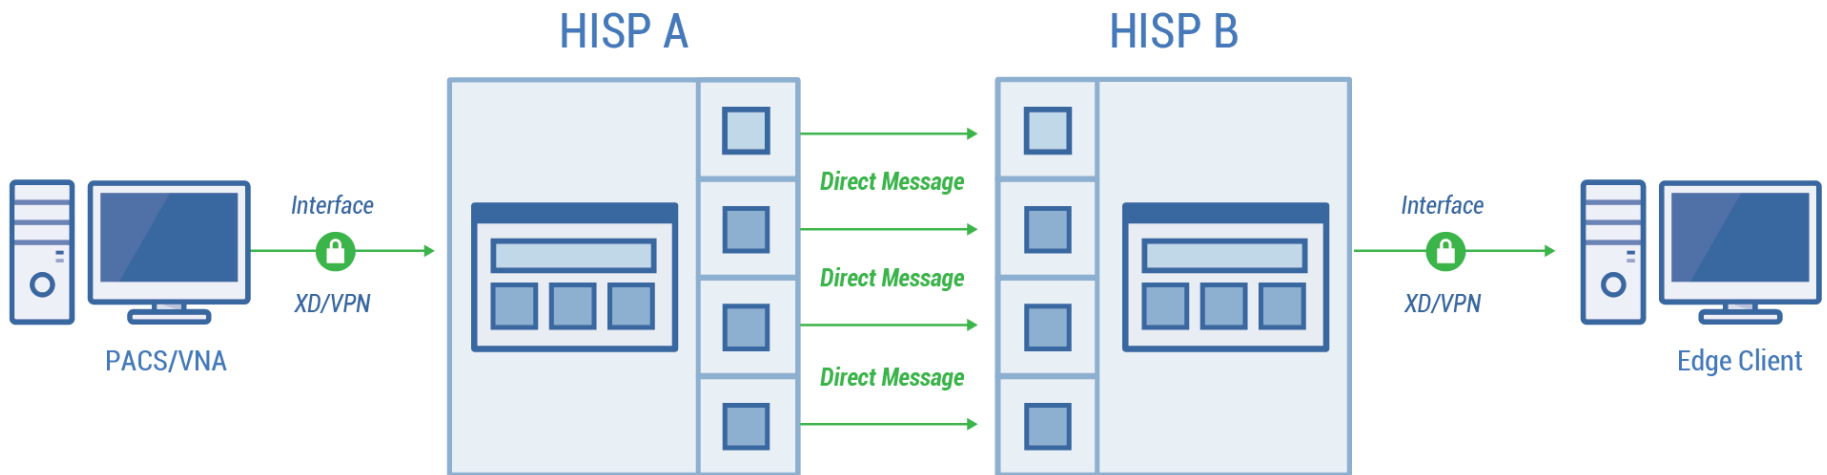 HISP A
HISP B
Interface
XD/VPN
PACS/VNA
Direct Message
Direct Message
Direct Message
Interface
XD/VPN
Edge Client